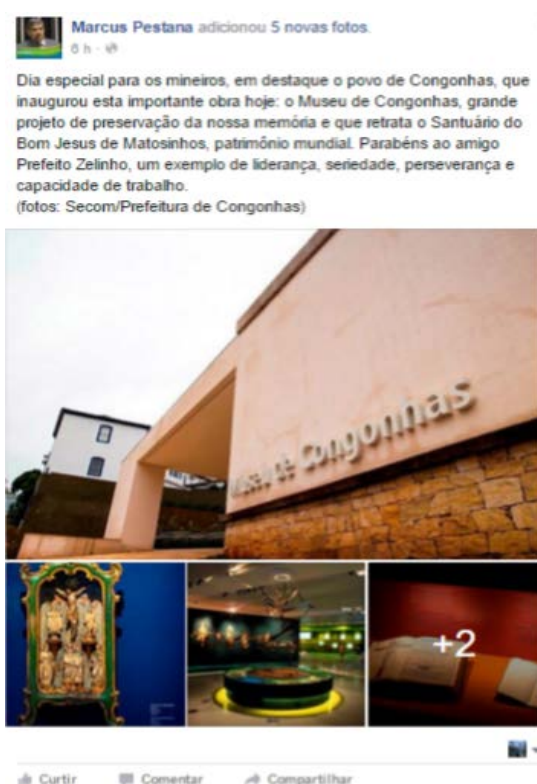 Marcus Pestana adicionou 5 novas fotos.
6 h ·
Dia especial para os mineiros, em destaque o povo de Congonhas, que
inaugurou esta importante obra hoje: o Museu de Congonhas, grande
projeto de preservação da nossa memória e que retrata o Santuário do
Bom Jesus de Matosinhos, patrimônio mundial. Parabéns ao amigo
Prefeito Zelinho, um exemplo de liderança, seriedade, perseverança e
capacidade de trabalho.
(fotos: Secom/Prefeitura de Congonhas)
Museu de Congonhas
+2
Curtir Comentar Compartilhar